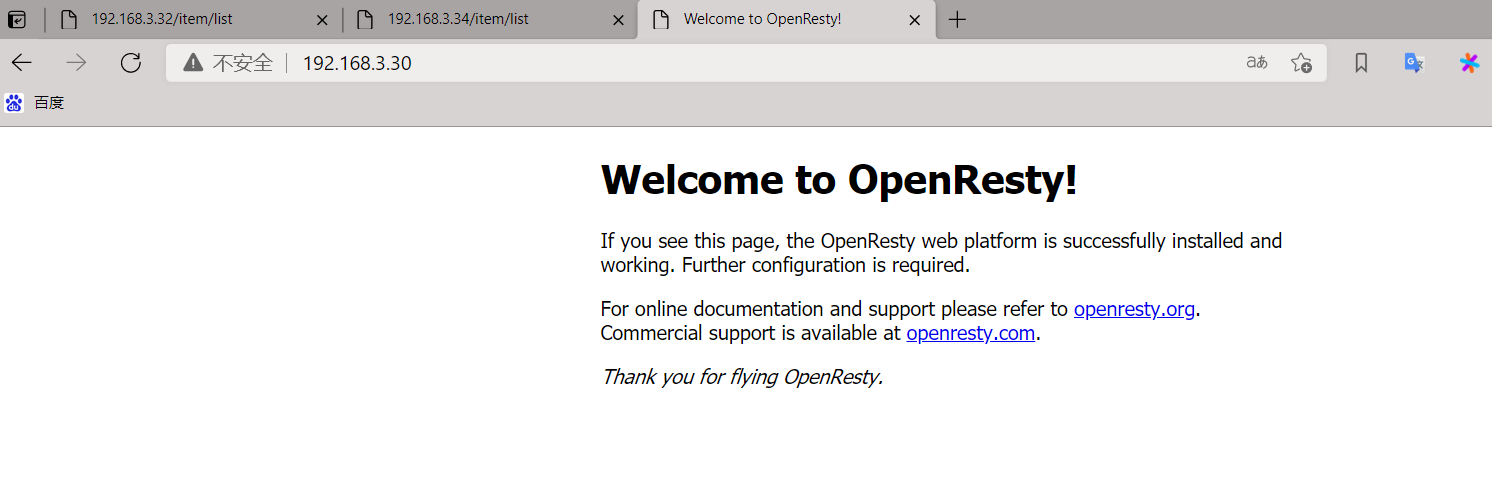 192.168.3.32/item/list
192.168.3.34/item/list
Welcome to OpenResty!
不安全
192.168.3.30
百度
Welcome to OpenResty!
If you see this page, the OpenResty web platform is successfully installed and
working. Further configuration is required.
For online documentation and support please refer to openresty.org.
Commercial support is available at openresty.com.
Thank you for flying OpenResty.